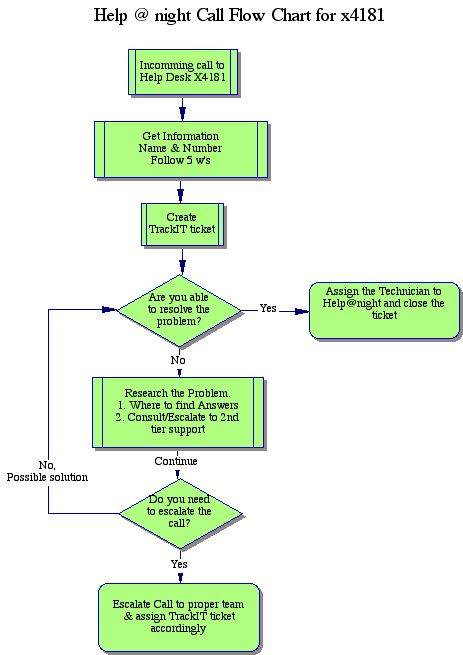 Help @ night Call Flow Chart for x4181
Incomming call to
Help Desk X4181
Get Information
Name & Number
Follow 5 w's
Create
TrackIT ticket
Are you able
to resolve the
problem?
Yes
Assign the Technician to
Help@night and close the
ticket
No
Research the Problem.
1. Where to find Answers
2. Consult/Escalate to 2nd
tier support
Continue
No,
Possible solution
Do you need
to escalate the
call?
Yes
Escalate Call to proper team
& assign TrackIT ticket
accordingly